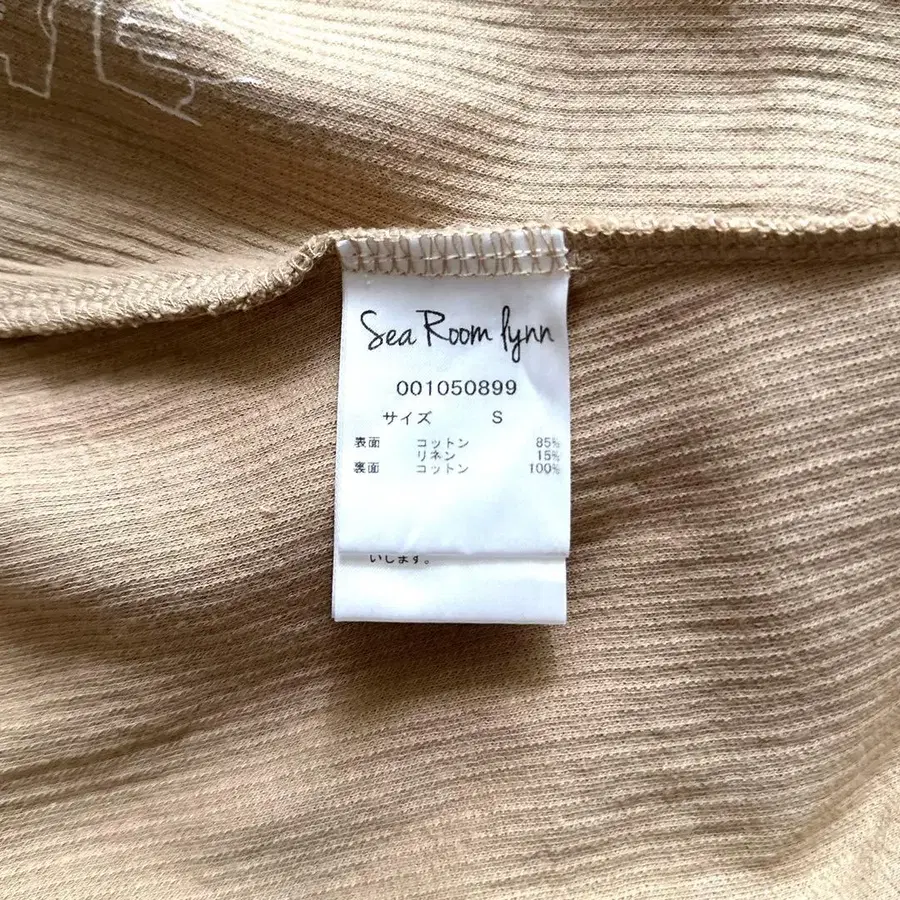 Sea Room lynn
001050899
サイズ S
表面 コットン 85%
リネン 15%
裏面 コットン 100%
いします。